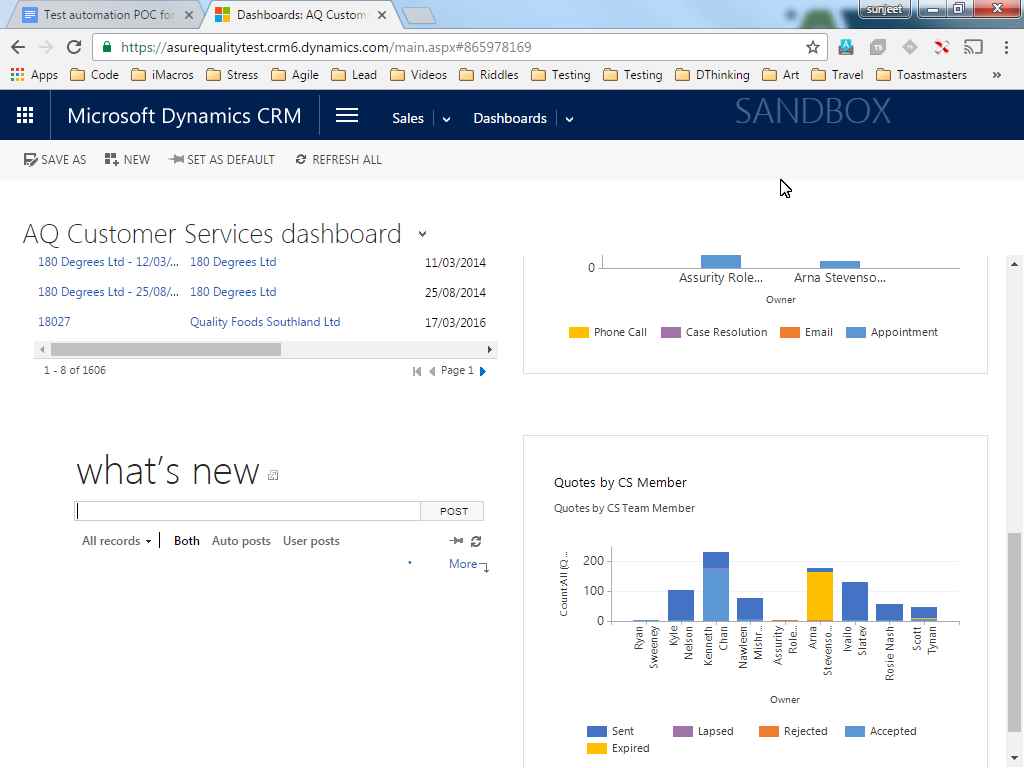 sunjeet
Test automation POC for
Dashboards: AQ Custom
https://asurequalitytest.crm6.dynamics.com/main.aspx#865978169
Apps Code iMacros Stress Agile Lead Videos Riddles Testing Testing DThinking Art Travel Toastmasters »
Microsoft Dynamics CRM Sales Dashboards SANDBOX
SAVE AS NEW SET AS DEFAULT REFRESH ALL
AQ Customer Services dashboard
180 Degrees Ltd - 12/03/... 180 Degrees Ltd 11/03/2014
180 Degrees Ltd - 25/08/... 180 Degrees Ltd 25/08/2014
18027 Quality Foods Southland Ltd 17/03/2016
1 - 8 of 1606 Page 1
0
Assurity Role... Arna Stevenso...
Owner
Phone Call Case Resolution Email Appointment
what's new
POST
All records Both Auto posts User posts
More
Quotes by CS Member
Quotes by CS Team Member
Count:All (Q...
200
100
0
Ryan Sweeney
Kyle Nelson
Kenneth Chan
Nawleen Mishr...
Assurity Role...
Arna Stevenso...
Ivailo Slatev
Rosie Nash
Scott Tynan
Owner
Sent Lapsed Rejected Accepted
Expired